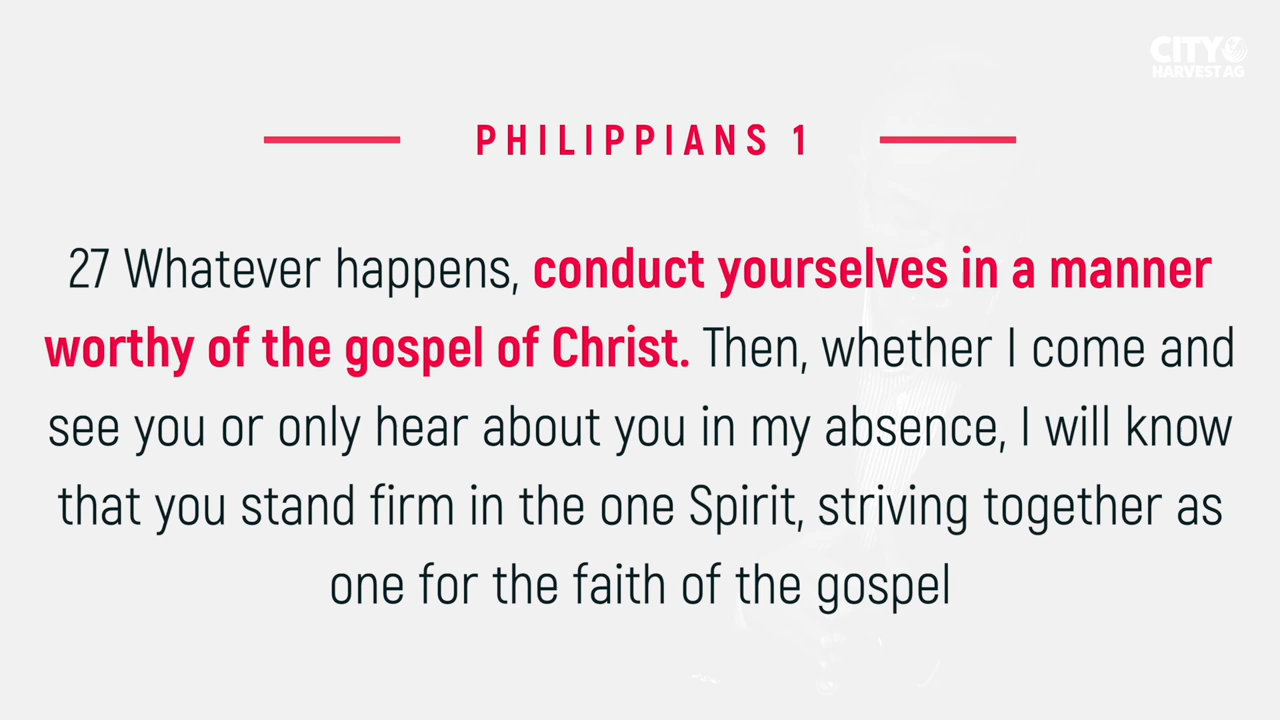 CITY
HARVEST AG
PHILIPPIANS 1
27 Whatever happens, conduct yourselves in a manner
worthy of the gospel of Christ. Then, whether I come and
see you or only hear about you in my absence, I will know
that you stand firm in the one Spirit, striving together as
one for the faith of the gospel